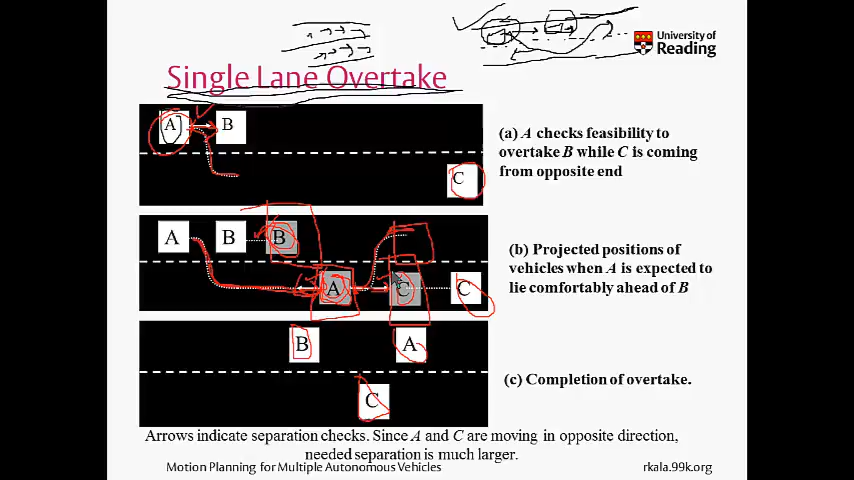 University of
Reading
Single Lane Overtake
A
B
C
(a) A checks feasibility to
overtake B while C is coming
from opposite end
A
B
B
A
C
C
(b) Projected positions of
vehicles when A is expected to
lie comfortably ahead of B
B
A
C
(c) Completion of overtake.
Arrows indicate separation checks. Since A and C are moving in opposite direction,
needed separation is much larger.
Motion Planning for Multiple Autonomous Vehicles
rkala.99k.org